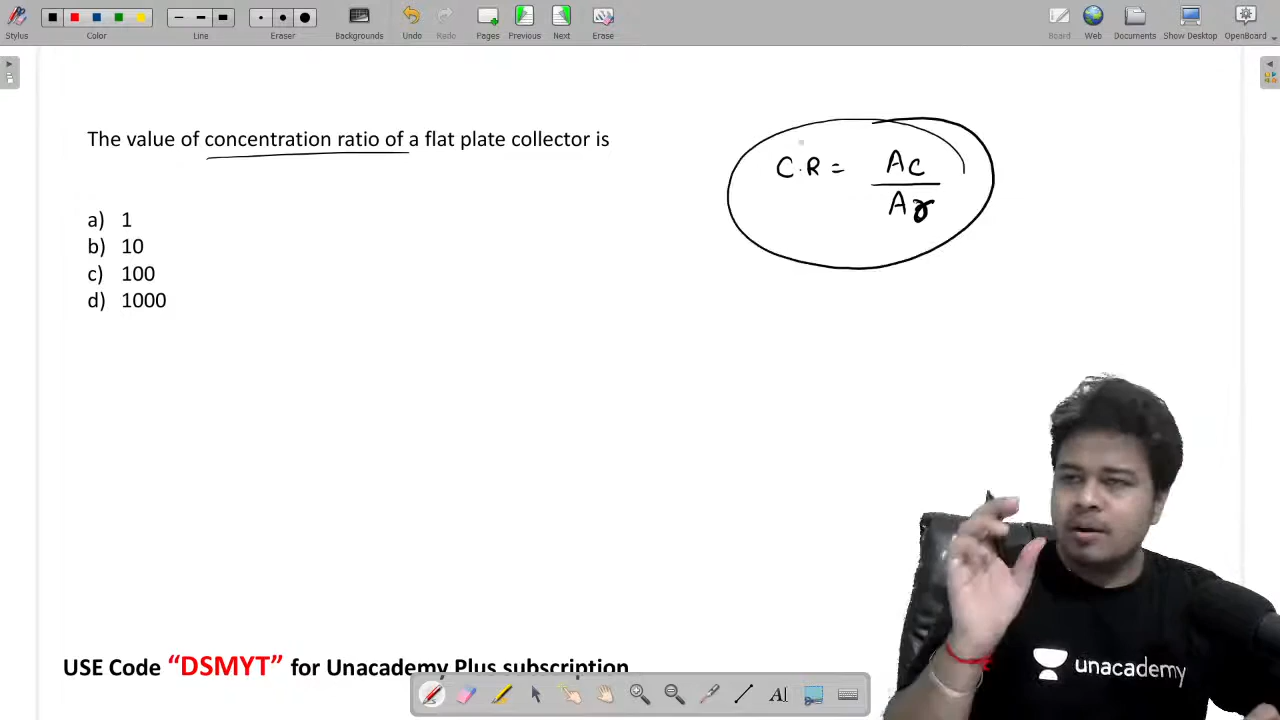 Stylus
Color
Line
Eraser
Backgrounds
Undo
Redo
Pages
Previous
Next
Erase
Board
Web
Documents
Show Desktop
OpenBoard
The value of concentration ratio of a flat plate collector is
C.R = Ac
Ar
a) 1
b) 10
c) 100
d) 1000
unacademy
USE Code “DSMYT” for Unacademy Plus subscription
AI